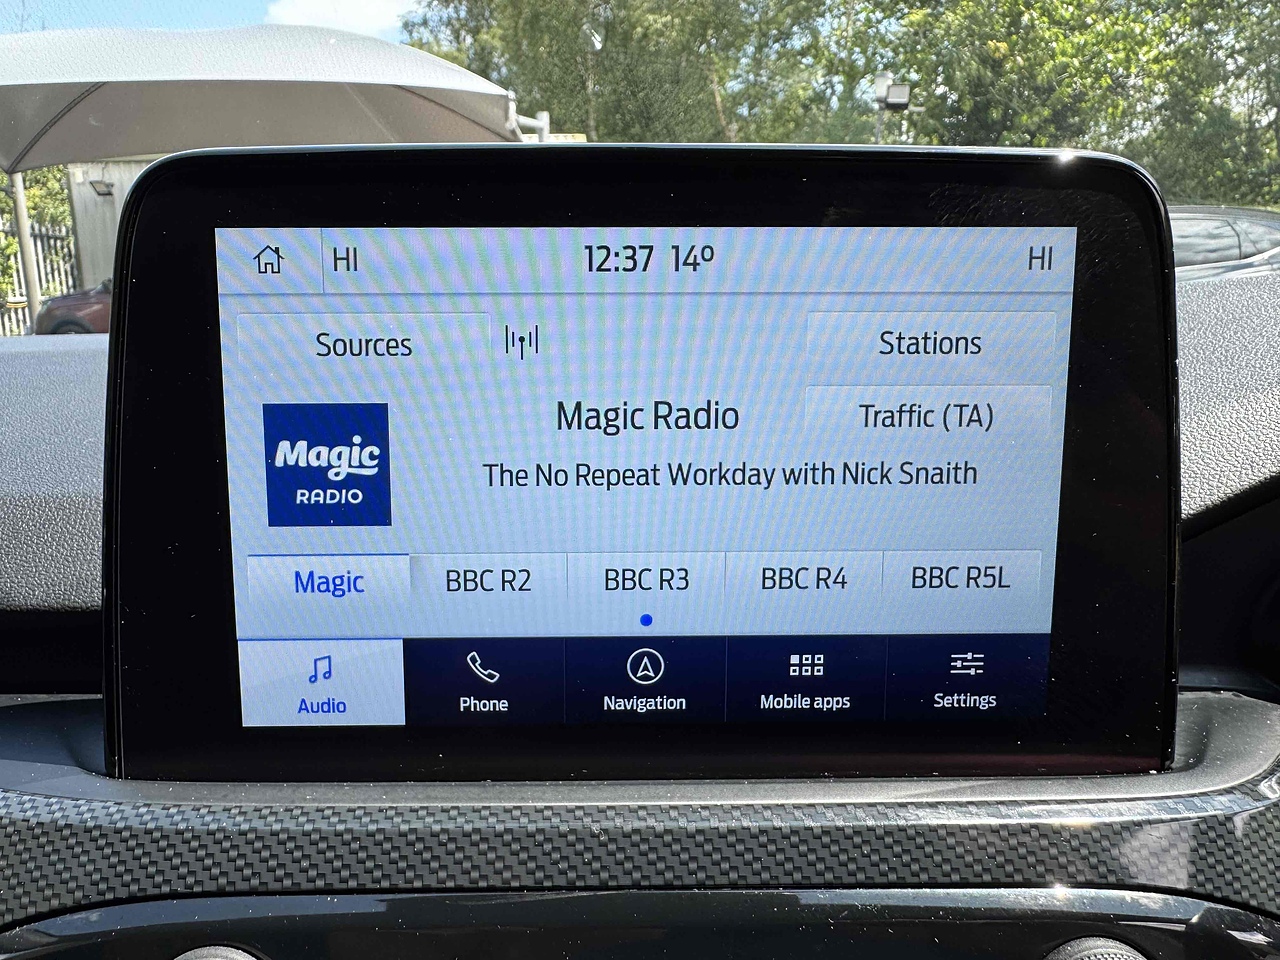 HI 12:37 14º HI
Sources Stations
Magic Radio Traffic (TA)
Magic
RADIO
The No Repeat Workday with Nick Snaith
Magic BBC R2 BBC R3 BBC R4 BBC R5L
Audio Phone Navigation Mobile apps Settings